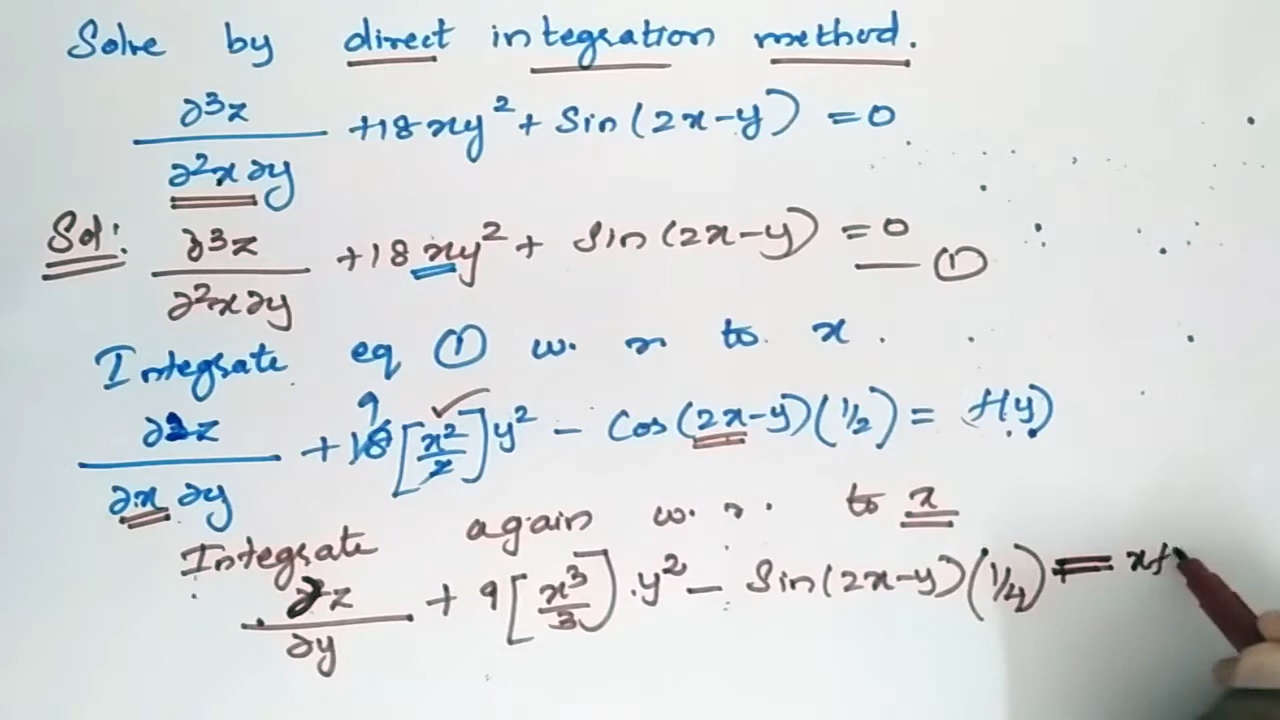 Solve by direct integration method.
∂³z/∂²x∂y +18xy² + Sin(2x-y) = 0
Sol: ∂³z/∂²x∂y +18xy² + Sin(2x-y) = 0 — ①
Integrate eq ① w. r to x.
∂²z/∂x∂y + 18 9 [x²/2] y² - Cos(2x-y)(1/2) = f(y)
Integrate again w. r. to x
∂z/∂y + 9 [x³/3] . y² - Sin(2x-y)(1/4) = xf